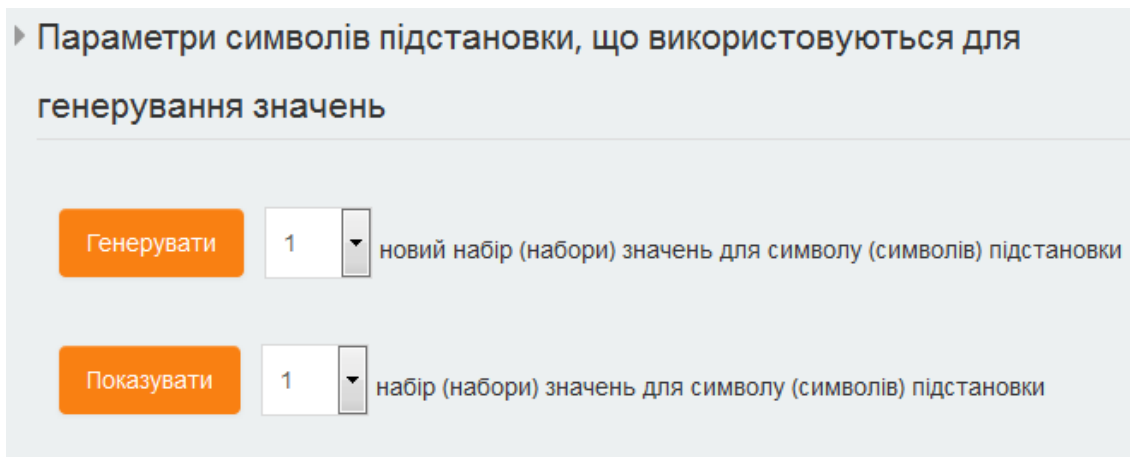 Параметри символів підстановки, що використовуються для
генерування значень
Генерувати 1 новий набір (набори) значень для символу (символів) підстановки
Показувати 1 набір (набори) значень для символу (символів) підстановки